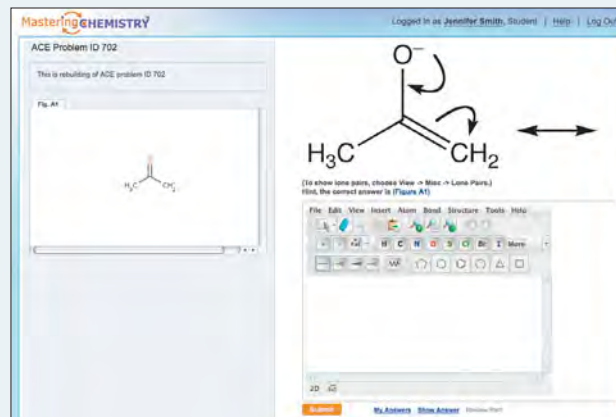 MasteringCHEMISTRY
Logged in as Jennifer Smith, Student | Help | Log Out
ACE Problem ID 702
This is rebuilding of ACE problem ID 702
Fig. A1
H₃C CH₂
O⁻
H₃C CH₂
(To show lone pairs, choose View -> Misc -> Lone Pairs.)
Hint, the correct answer is (Figure A1)
File Edit View Insert Atom Bond Structure Tools Help
H C N O S Cl Br I More
2D
Submit My Answers Show Answer Review Part